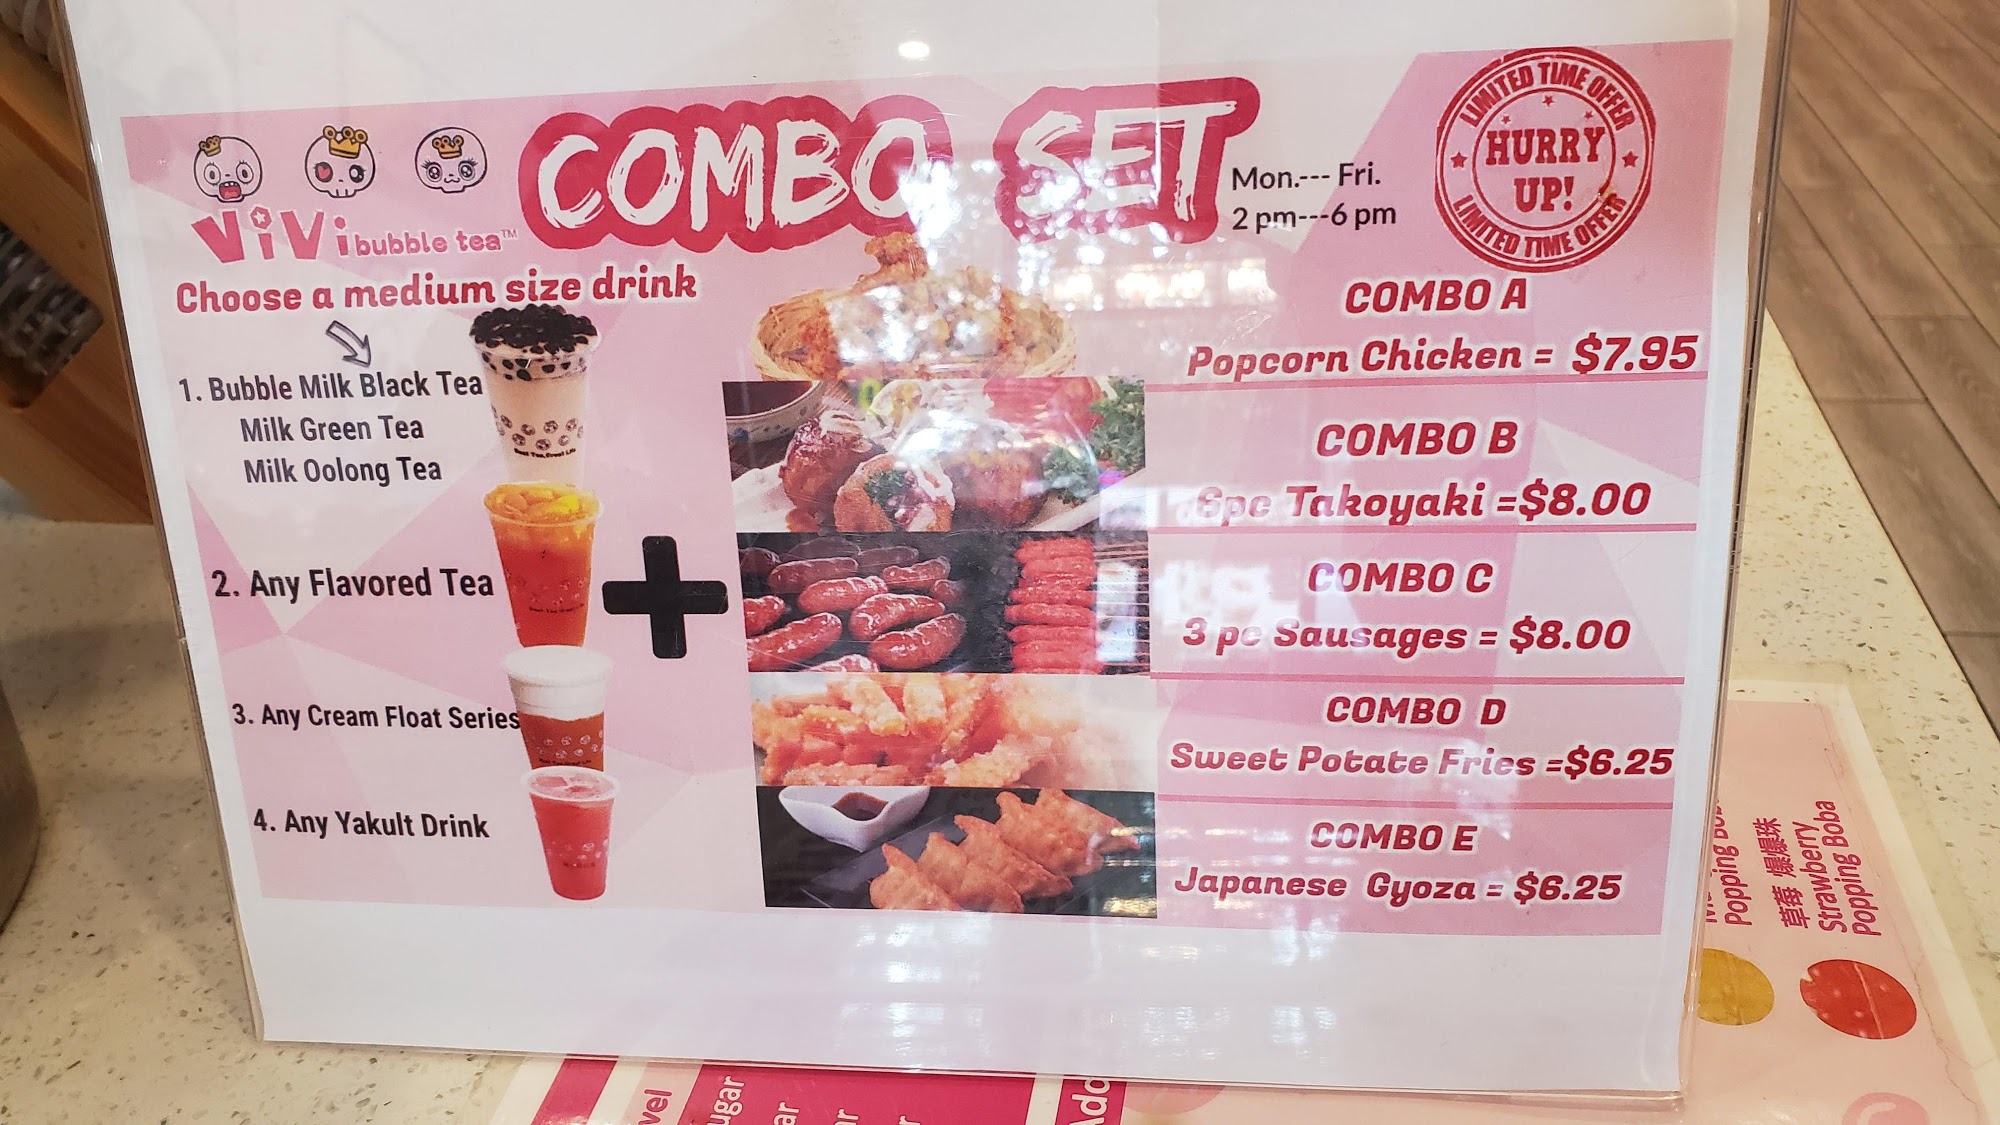 COMBO SET
Mon.--- Fri.
2 pm---6 pm
LIMITED TIME OFFER
HURRY
UP!
LIMITED TIME OFFER
ViVi bubble tea™
Choose a medium size drink
1. Bubble Milk Black Tea
Milk Green Tea
Milk Oolong Tea
2. Any Flavored Tea
3. Any Cream Float Series
4. Any Yakult Drink
+
COMBO A
Popcorn Chicken = $7.95
COMBO B
6pc Takoyaki =$8.00
COMBO C
3 pc Sausages = $8.00
COMBO D
Sweet Potate Fries =$6.25
COMBO E
Japanese Gyoza = $6.25
Popping
草莓 爆爆珠
Strawberry
Popping Boba
vel
ugar
ar